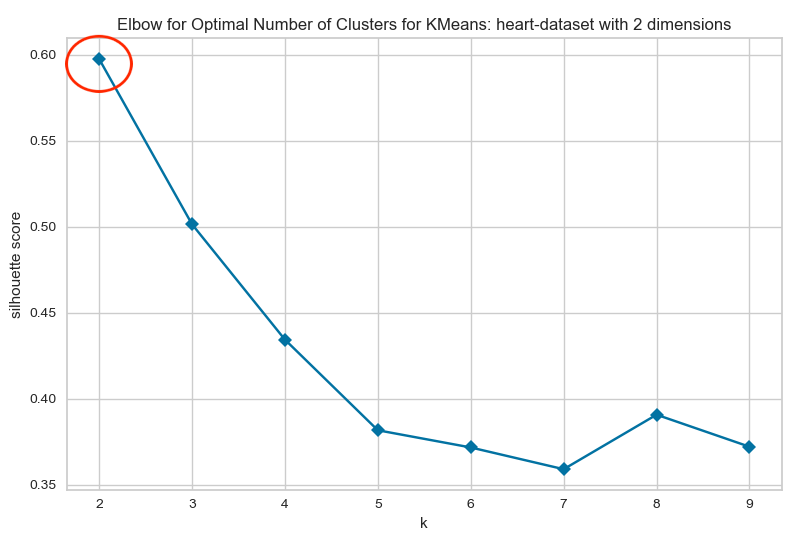 Elbow for Optimal Number of Clusters for KMeans: heart-dataset with 2 dimensions
0.60
0.55
0.50
0.45
0.40
0.35
silhouette score
2 3 4 5 6 7 8 9
k